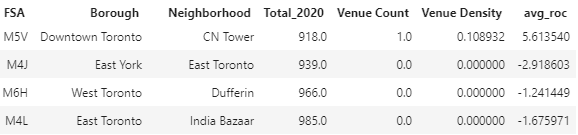 FSA Borough Neighborhood Total_2020 Venue Count Venue Density avg_roc
M5V Downtown Toronto CN Tower 918.0 1.0 0.108932 5.613540
M4J East York East Toronto 939.0 0.0 0.000000 -2.918603
M6H West Toronto Dufferin 966.0 0.0 0.000000 -1.241449
M4L East Toronto India Bazaar 985.0 0.0 0.000000 -1.675971